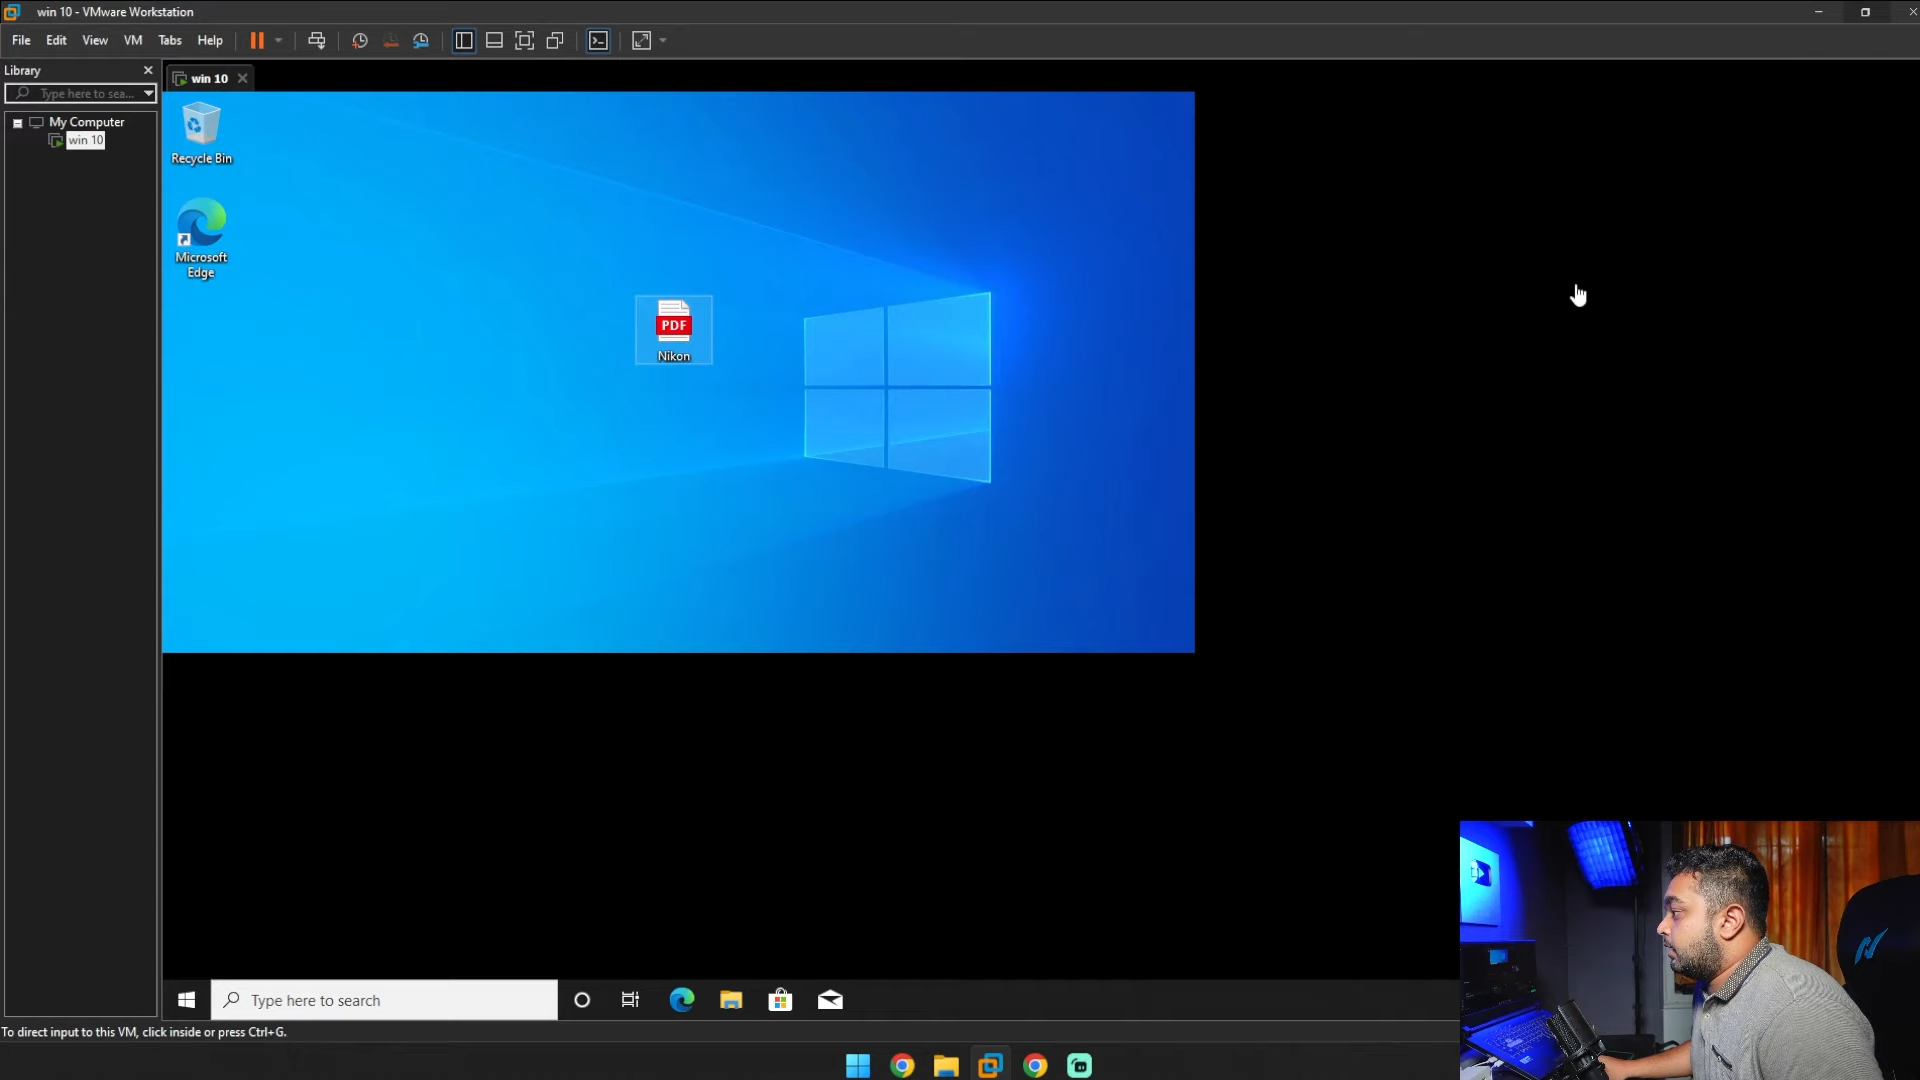 win 10 - VMware Workstation
File Edit View VM Tabs Help
Library
win 10
Type here to sea...
My Computer
win 10
Recycle Bin
Microsoft
Edge
PDF
Nikon
Type here to search
To direct input to this VM, click inside or press Ctrl+G.